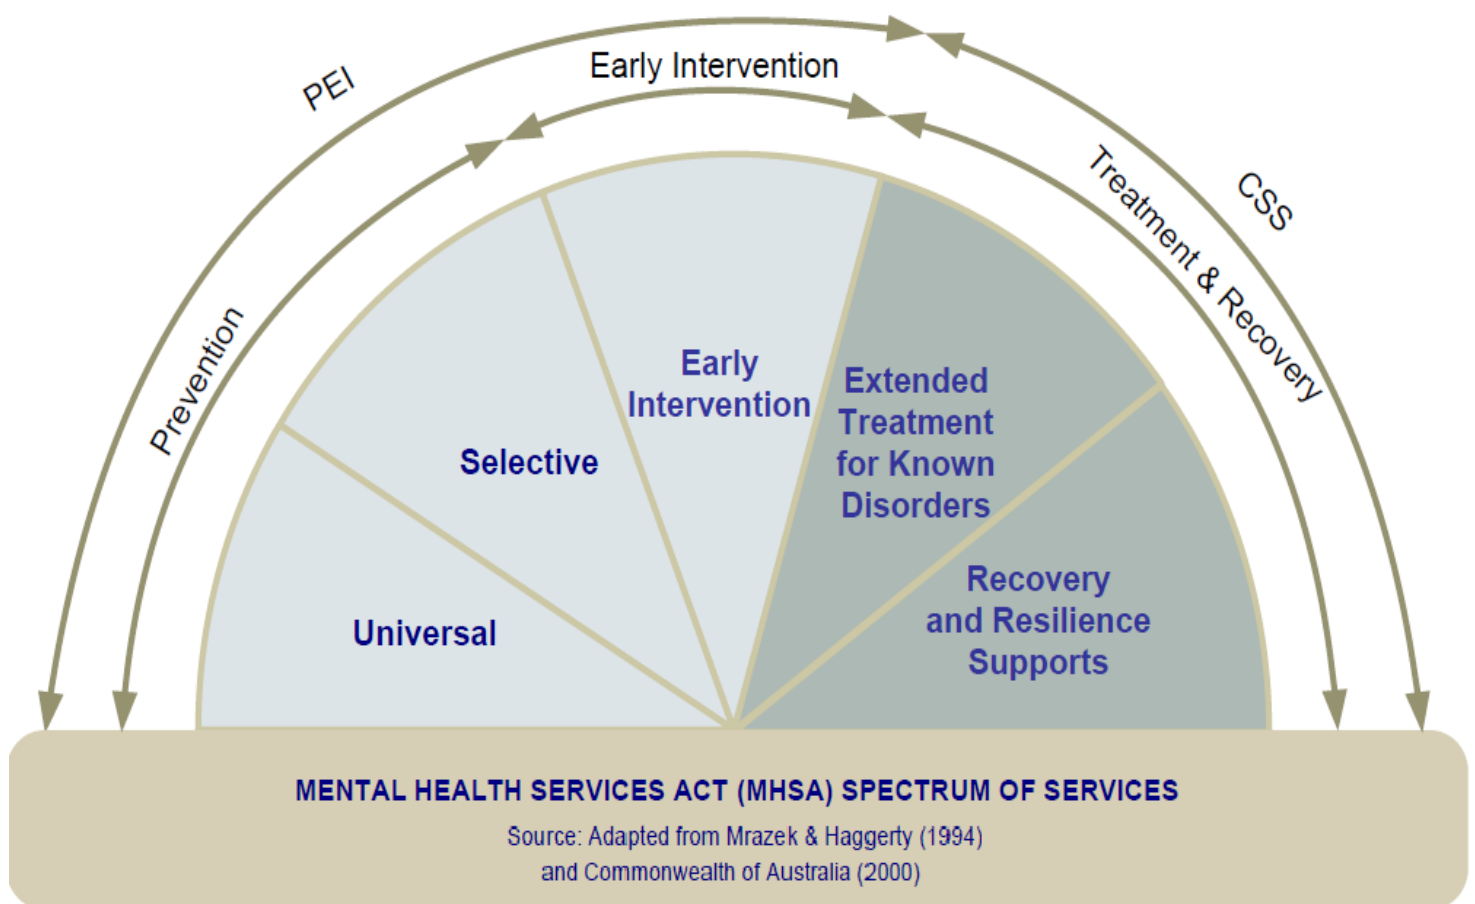 PEI
Early Intervention
CSS
Prevention
Treatment & Recovery
Early
Intervention
Extended
Treatment
for Known
Disorders
Selective
Universal
Recovery
and Resilience
Supports
MENTAL HEALTH SERVICES ACT (MHSA) SPECTRUM OF SERVICES
Source: Adapted from Mrazek & Haggerty (1994)
and Commonwealth of Australia (2000)